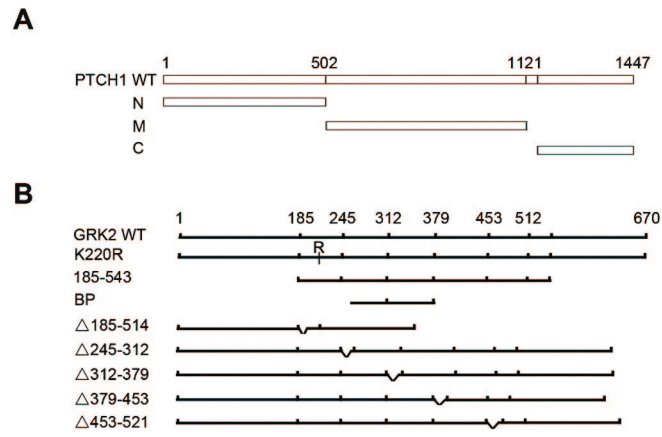 A
1 502 1121 1447
PTCH1 WT
N
M
C
B
1 185 245 312 379 453 512 670
GRK2 WT
R
K220R
185-543
BP
△185-514
△245-312
△312-379
△379-453
△453-521